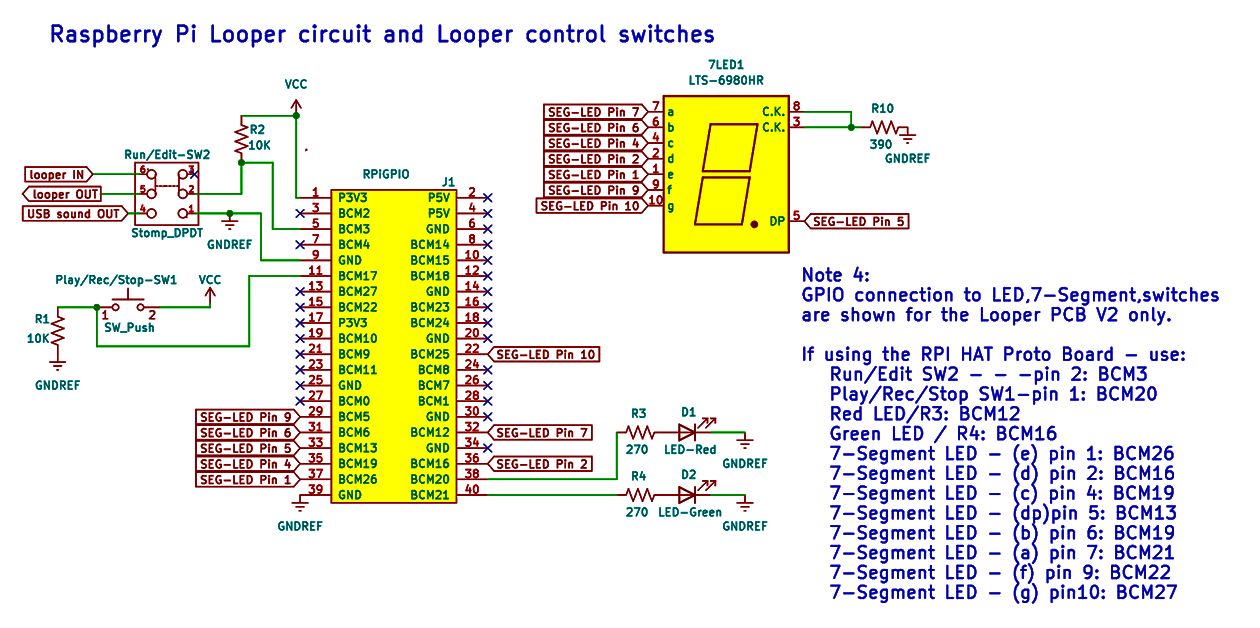 Raspberry Pi Looper circuit and Looper control switches
VCC
R2
10K
Run/Edit-SW2
looper IN
looper OUT
USB sound OUT
6
5
4
3
2
1
Stomp_DPDT
GNDREF
Play/Rec/Stop-SW1
VCC
R1
10K
1
2
SW_Push
GNDREF
RPIGPIO
J1
1 P3V3 P5V 2
3 BCM2 P5V 4
5 BCM3 GND 6
7 BCM4 BCM14 8
9 GND BCM15 10
11 BCM17 BCM18 12
13 BCM27 GND 14
15 BCM22 BCM23 16
17 P3V3 BCM24 18
19 BCM10 GND 20
21 BCM9 BCM25 22 SEG-LED Pin 10
23 BCM11 BCM8 24
25 GND BCM7 26
27 BCM0 BCM1 28
SEG-LED Pin 9 29 BCM5 GND 30
SEG-LED Pin 6 31 BCM6 BCM12 32 SEG-LED Pin 7
SEG-LED Pin 5 33 BCM13 GND 34
SEG-LED Pin 4 35 BCM19 BCM16 36 SEG-LED Pin 2
SEG-LED Pin 1 37 BCM26 BCM20 38
39 GND BCM21 40
GNDREF
R3
270
D1
LED-Red
GNDREF
R4
270
D2
LED-Green
GNDREF
7LED1
LTS-6980HR
SEG-LED Pin 7 7 a C.K. 8
SEG-LED Pin 6 6 b C.K. 3
SEG-LED Pin 4 4 c
SEG-LED Pin 2 2 d
SEG-LED Pin 1 1 e
SEG-LED Pin 9 9 f
SEG-LED Pin 10 10 g
DP 5 SEG-LED Pin 5
R10
390
GNDREF
Note 4:
GPIO connection to LED,7-Segment,switches
are shown for the Looper PCB V2 only.
If using the RPI HAT Proto Board - use:
Run/Edit SW2 - - -pin 2: BCM3
Play/Rec/Stop SW1-pin 1: BCM20
Red LED/R3: BCM12
Green LED / R4: BCM16
7-Segment LED - (e) pin 1: BCM26
7-Segment LED - (d) pin 2: BCM16
7-Segment LED - (c) pin 4: BCM19
7-Segment LED - (dp)pin 5: BCM13
7-Segment LED - (b) pin 6: BCM19
7-Segment LED - (a) pin 7: BCM21
7-Segment LED - (f) pin 9: BCM22
7-Segment LED - (g) pin10: BCM27